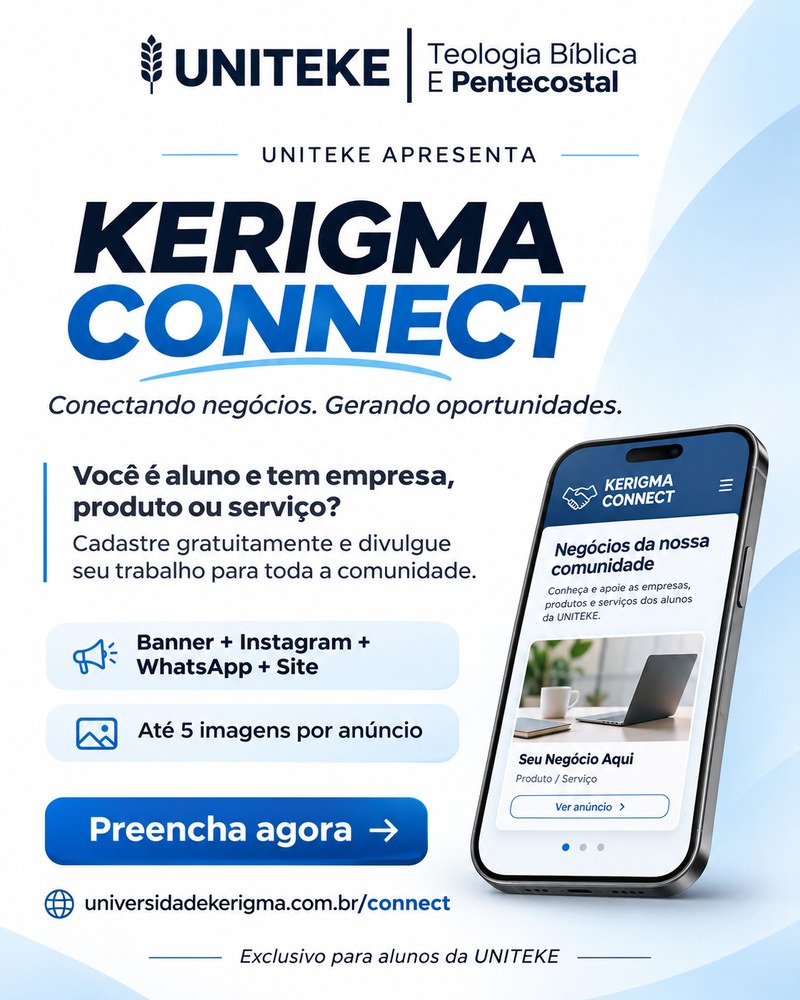 UNITEKE
Teologia Bíblica
E Pentecostal
UNITEKE APRESENTA
KERIGMA
CONNECT
Conectando negócios. Gerando oportunidades.
Você é aluno e tem empresa,
produto ou serviço?
Cadastre gratuitamente e divulgue
seu trabalho para toda a comunidade.
Banner + Instagram +
WhatsApp + Site
Até 5 imagens por anúncio
Preencha agora →
universidadekerigma.com.br/connect
KERIGMA
CONNECT
Negócios da nossa
comunidade
Conheça e apoie as empresas,
produtos e serviços dos alunos
da UNITEKE.
Seu Negócio Aqui
Produto / Serviço
Ver anúncio >
Exclusivo para alunos da UNITEKE